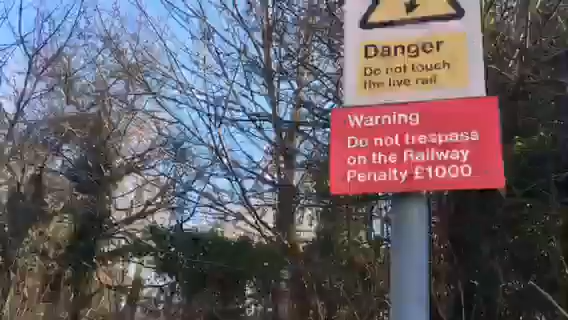 Danger
Do not touch
the live rail
Warning
Do not trespass
on the Railway
Penalty £1000